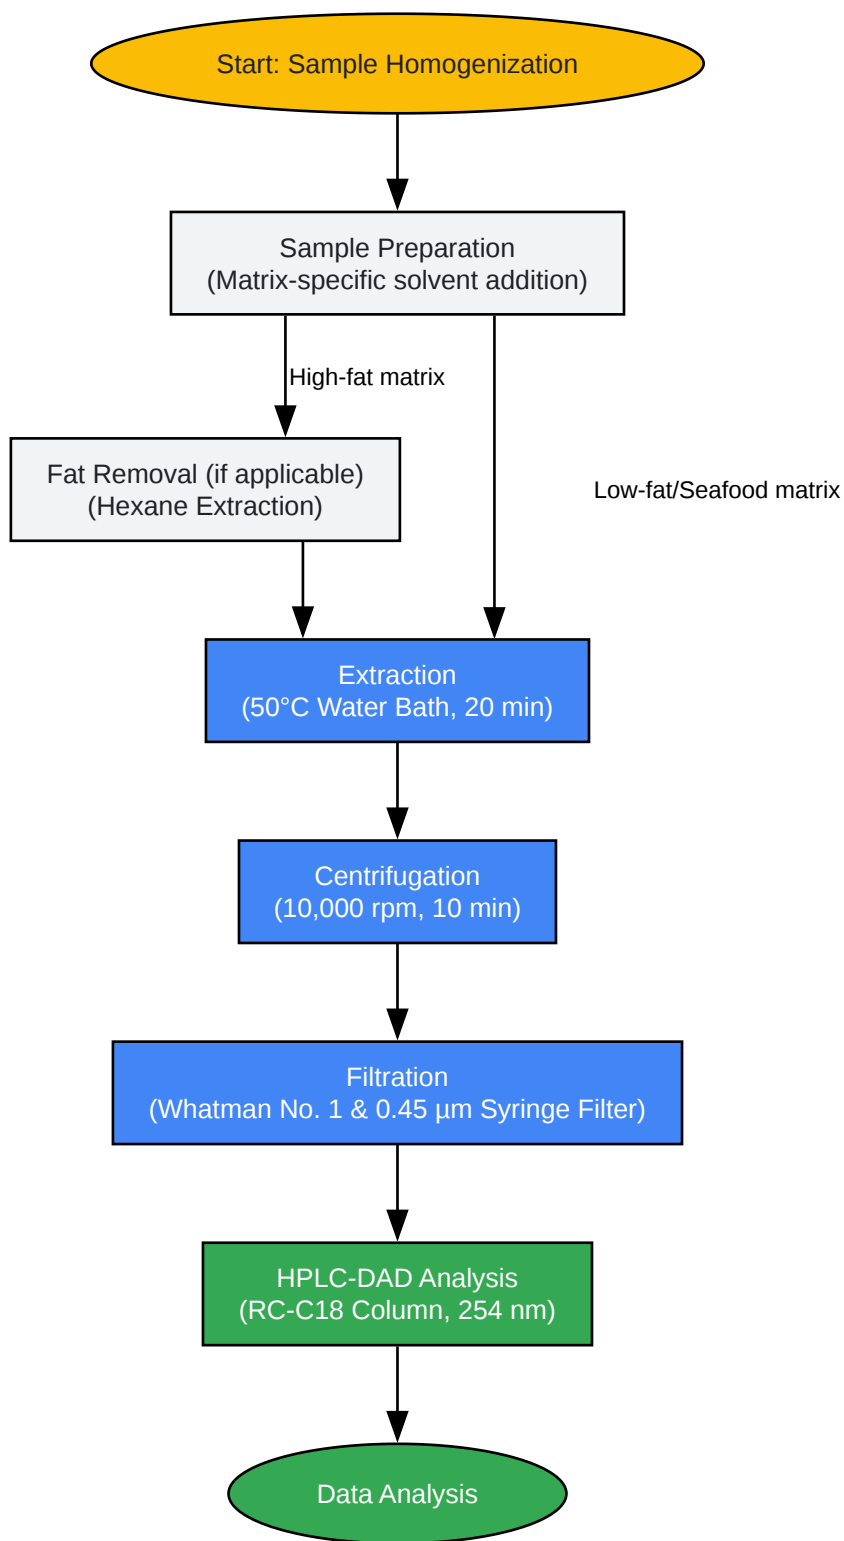 Start: Sample Homogenization
Sample Preparation
(Matrix-specific solvent addition)
High-fat matrix
Fat Removal (if applicable)
(Hexane Extraction)
Low-fat/Seafood matrix
Extraction
(50°C Water Bath, 20 min)
Centrifugation
(10,000 rpm, 10 min)
Filtration
(Whatman No. 1 & 0.45 µm Syringe Filter)
HPLC-DAD Analysis
(RC-C18 Column, 254 nm)
Data Analysis